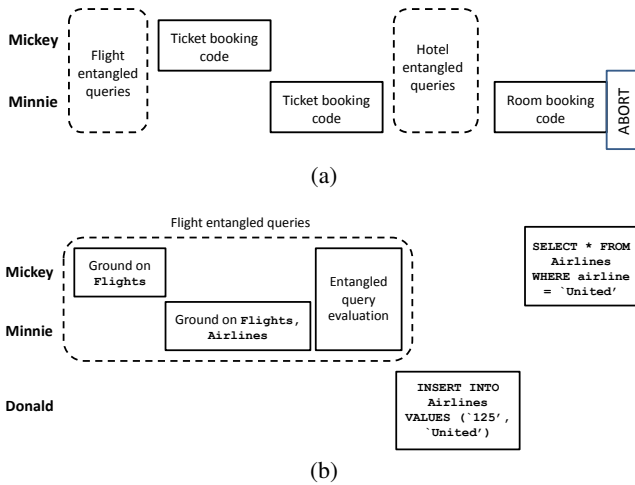 Mickey
Flight
entangled
queries
Ticket booking
code
Hotel
entangled
queries
Minnie
Ticket booking
code
Room booking
code
ABORT
(a)
Flight entangled queries
Mickey
Ground on
Flights
Entangled
query
evaluation
SELECT * FROM
Airlines
WHERE airline
= `United'
Minnie
Ground on Flights,
Airlines
Donald
INSERT INTO
Airlines
VALUES (`125',
`United')
(b)